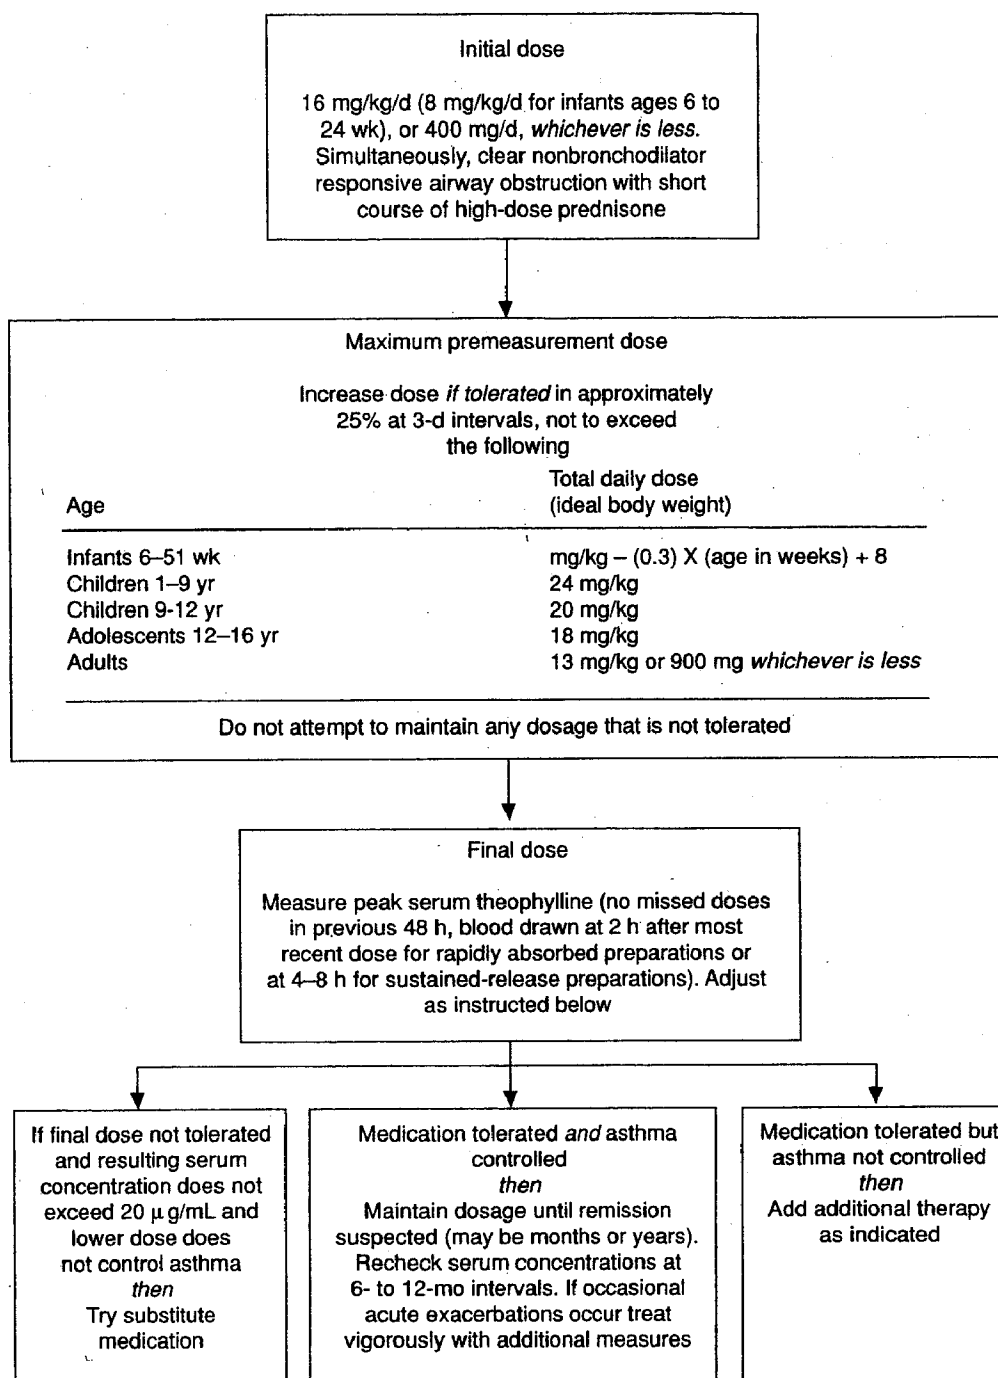 Initial dose
16 mg/kg/d (8 mg/kg/d for infants ages 6 to
24 wk), or 400 mg/d, whichever is less.
Simultaneously, clear nonbronchodilator
responsive airway obstruction with short
course of high-dose prednisone
Maximum premeasurement dose
Increase dose if tolerated in approximately
25% at 3-d intervals, not to exceed
the following
Age
Total daily dose
(ideal body weight)
Infants 6–51 wk mg/kg – (0.3) X (age in weeks) + 8
Children 1–9 yr 24 mg/kg
Children 9-12 yr 20 mg/kg
Adolescents 12–16 yr 18 mg/kg
Adults 13 mg/kg or 900 mg whichever is less
Do not attempt to maintain any dosage that is not tolerated
Final dose
Measure peak serum theophylline (no missed doses
in previous 48 h, blood drawn at 2 h after most
recent dose for rapidly absorbed preparations or
at 4–8 h for sustained-release preparations). Adjust
as instructed below
If final dose not tolerated
and resulting serum
concentration does not
exceed 20 μg/mL and
lower dose does
not control asthma
then
Try substitute
medication
Medication tolerated and asthma
controlled
then
Maintain dosage until remission
suspected (may be months or years).
Recheck serum concentrations at
6- to 12-mo intervals. If occasional
acute exacerbations occur treat
vigorously with additional measures
Medication tolerated but
asthma not controlled
then
Add additional therapy
as indicated